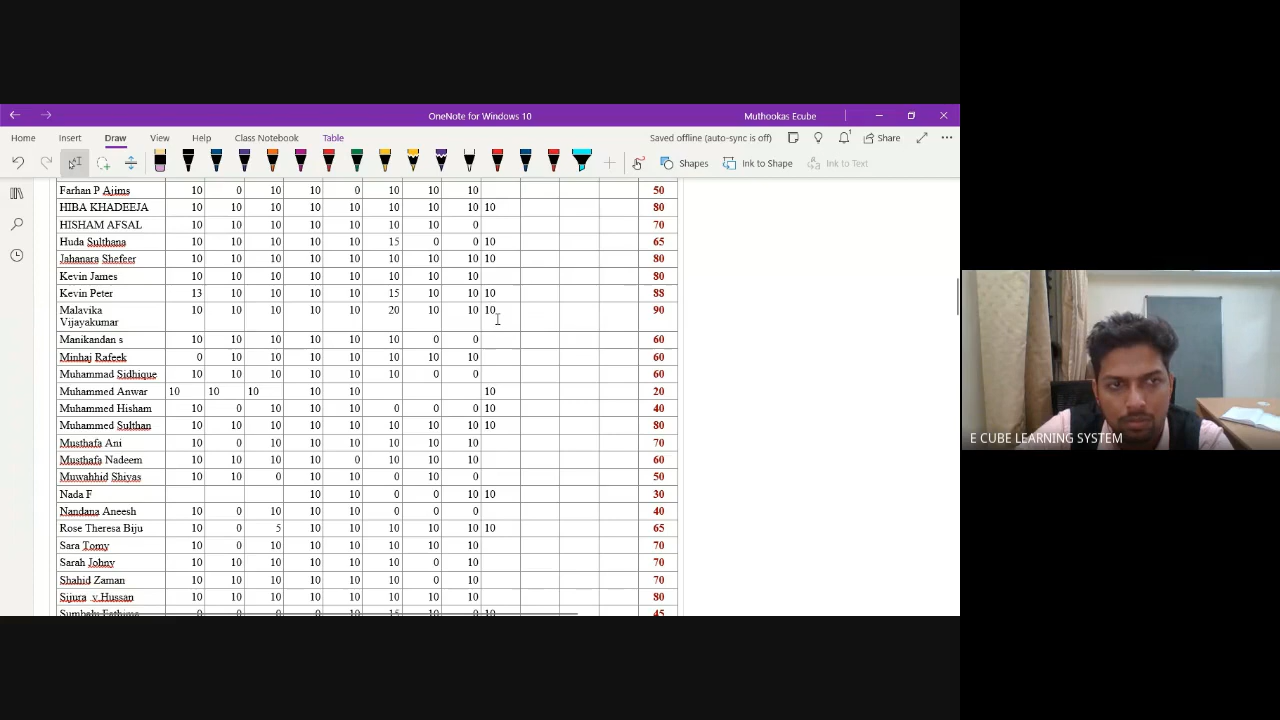 OneNote for Windows 10
Muthookas Ecube
Home Insert Draw View Help Class Notebook Table
Saved offline (auto-sync is off) Share
Shapes Ink to Shape Ink to Text
Farhan P Ajims 10 0 10 10 0 10 10 10 50
HIBA KHADEEJA 10 10 10 10 10 10 10 10 10 80
HISHAM AFSAL 10 10 10 10 10 10 10 0 70
Huda Sulthana 10 10 10 10 10 15 0 0 10 65
Jahanara Shefeer 10 10 10 10 10 10 10 10 10 80
Kevin James 10 10 10 10 10 10 10 10 80
Kevin Peter 13 10 10 10 10 15 10 10 10 88
Malavika 10 10 10 10 10 20 10 10 10 90
Vijayakumar
Manikandan s 10 10 10 10 10 10 0 0 60
Minhaj Rafeek 0 10 10 10 10 10 10 10 60
Muhammad Sidhique 10 10 10 10 10 10 0 0 60
Muhammed Anwar 10 10 10 10 10 10 20
Muhammed Hisham 10 0 10 10 10 0 0 0 10 40
Muhammed Sulthan 10 10 10 10 10 10 10 10 10 80
Musthafa Ani 10 0 10 10 10 10 10 10 70
Musthafa Nadeem 10 10 10 10 0 10 10 10 60
Muwahhid Shiyas 10 10 0 10 10 0 10 0 50
Nada F 10 10 0 0 10 10 30
Nandana Aneesh 10 0 10 10 10 0 0 0 40
Rose Theresa Biju 10 0 5 10 10 10 10 10 10 65
Sara Tomy 10 0 10 10 10 10 10 10 70
Sarah Johny 10 10 10 10 10 10 0 10 70
Shahid Zaman 10 10 10 10 10 10 0 10 70
Sijura v Hussan 10 10 10 10 10 10 10 10 80
Sumbalu Fathima 0 0 0 0 10 15 10 0 10 45
E CUBE LEARNING SYSTEM